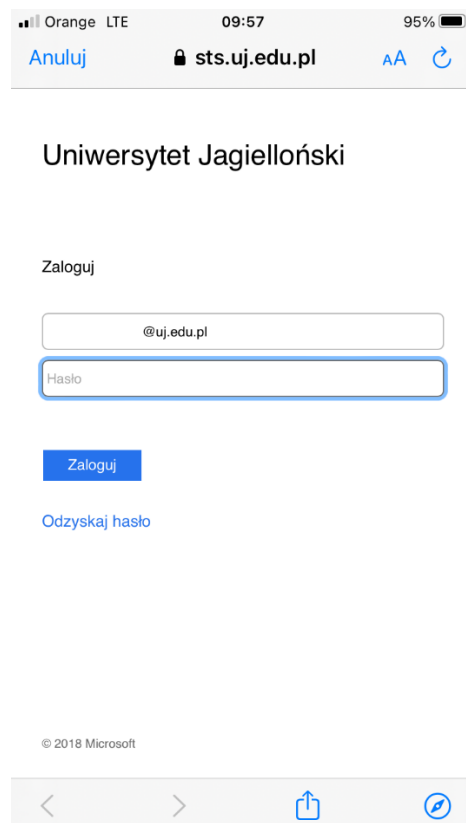 Orange LTE 09:57 95%
Anuluj sts.uj.edu.pl AA
Uniwersytet Jagielloński
Zaloguj
@uj.edu.pl
Hasło
Zaloguj
Odzyskaj hasło
© 2018 Microsoft